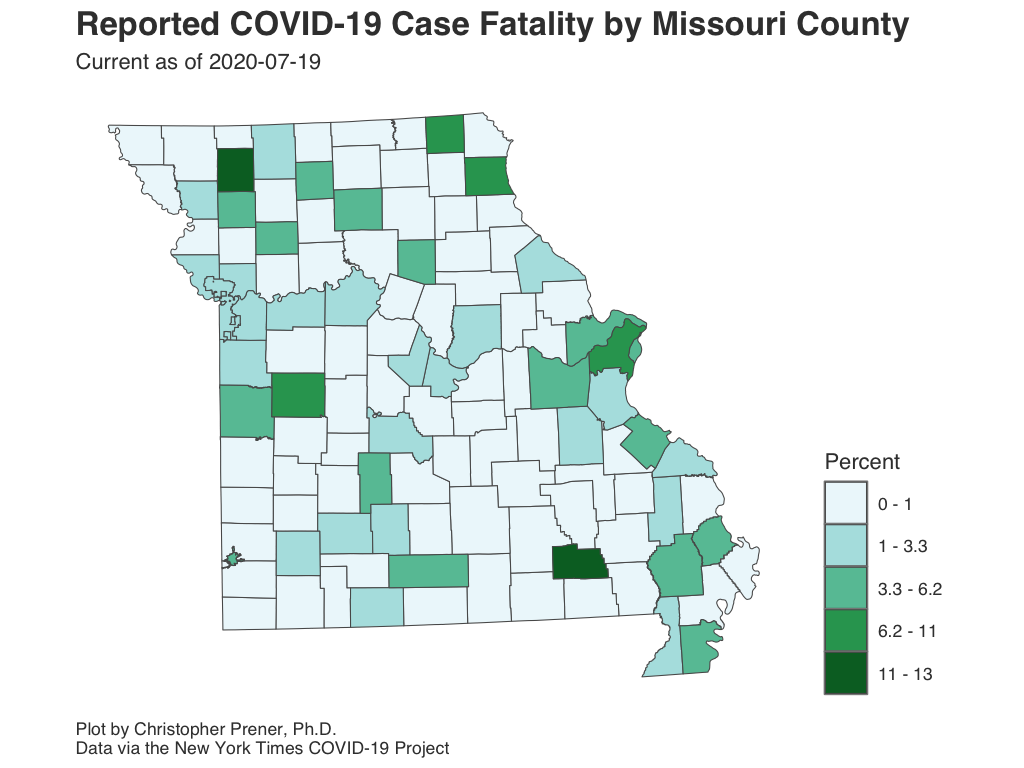 Reported COVID-19 Case Fatality by Missouri County
Current as of 2020-07-19
Percent
0 - 1
1 - 3.3
3.3 - 6.2
6.2 - 11
11 - 13
Plot by Christopher Prener, Ph.D.
Data via the New York Times COVID-19 Project